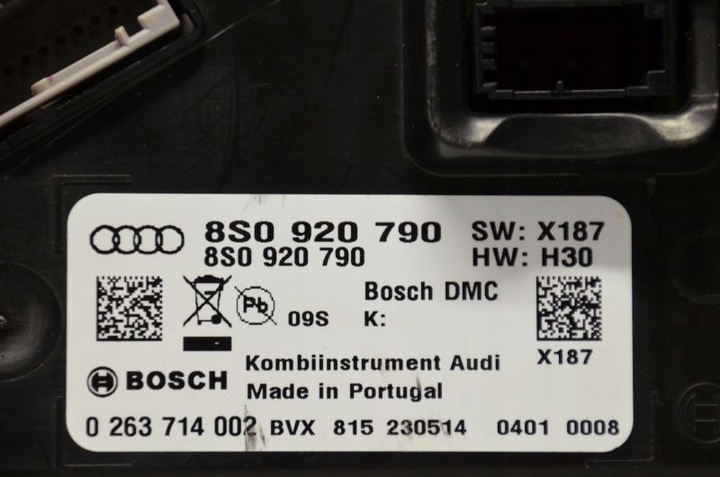 8S0 920 790 SW: X187
8S0 920 790 HW: H30
Pb 09S Bosch DMC
K:
X187
Kombiinstrument Audi
BOSCH
Made in Portugal
0 263 714 002 BVX 815 230514 0401 0008